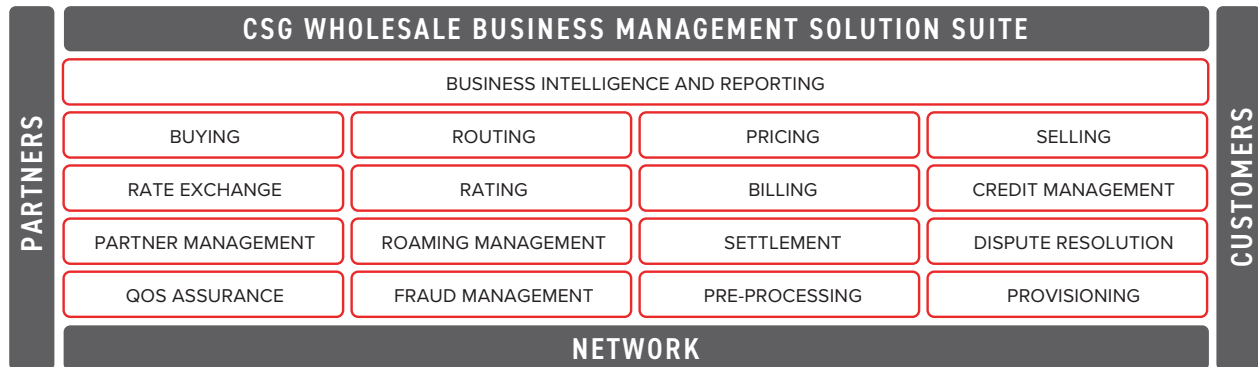 CSG WHOLESALE BUSINESS MANAGEMENT SOLUTION SUITE
PARTNERS
BUSINESS INTELLIGENCE AND REPORTING
BUYING
ROUTING
PRICING
SELLING
RATE EXCHANGE
RATING
BILLING
CREDIT MANAGEMENT
PARTNER MANAGEMENT
ROAMING MANAGEMENT
SETTLEMENT
DISPUTE RESOLUTION
QOS ASSURANCE
FRAUD MANAGEMENT
PRE-PROCESSING
PROVISIONING
CUSTOMERS
NETWORK